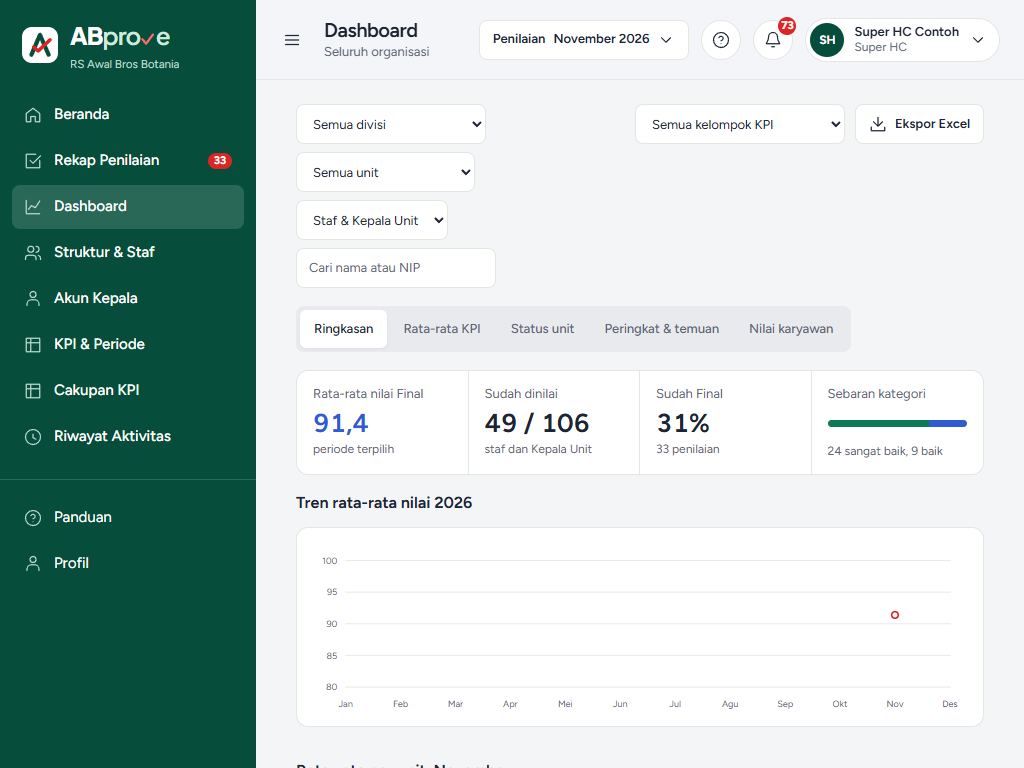 ABprove
RS Awal Bros Botania
Beranda
Rekap Penilaian 33
Dashboard
Struktur & Staf
Akun Kepala
KPI & Periode
Cakupan KPI
Riwayat Aktivitas
Panduan
Profil
Dashboard
Seluruh organisasi
Penilaian November 2026
73
SH
Super HC Contoh
Super HC
Semua divisi
Semua kelompok KPI
Ekspor Excel
Semua unit
Staf & Kepala Unit
Cari nama atau NIP
Ringkasan Rata-rata KPI Status unit Peringkat & temuan Nilai karyawan
Rata-rata nilai Final
91,4
periode terpilih
Sudah dinilai
49 / 106
staf dan Kepala Unit
Sudah Final
31%
33 penilaian
Sebaran kategori
24 sangat baik, 9 baik
Tren rata-rata nilai 2026
100
95
90
85
80
Jan Feb Mar Apr Mei Jun Jul Agu Sep Okt Nov Des